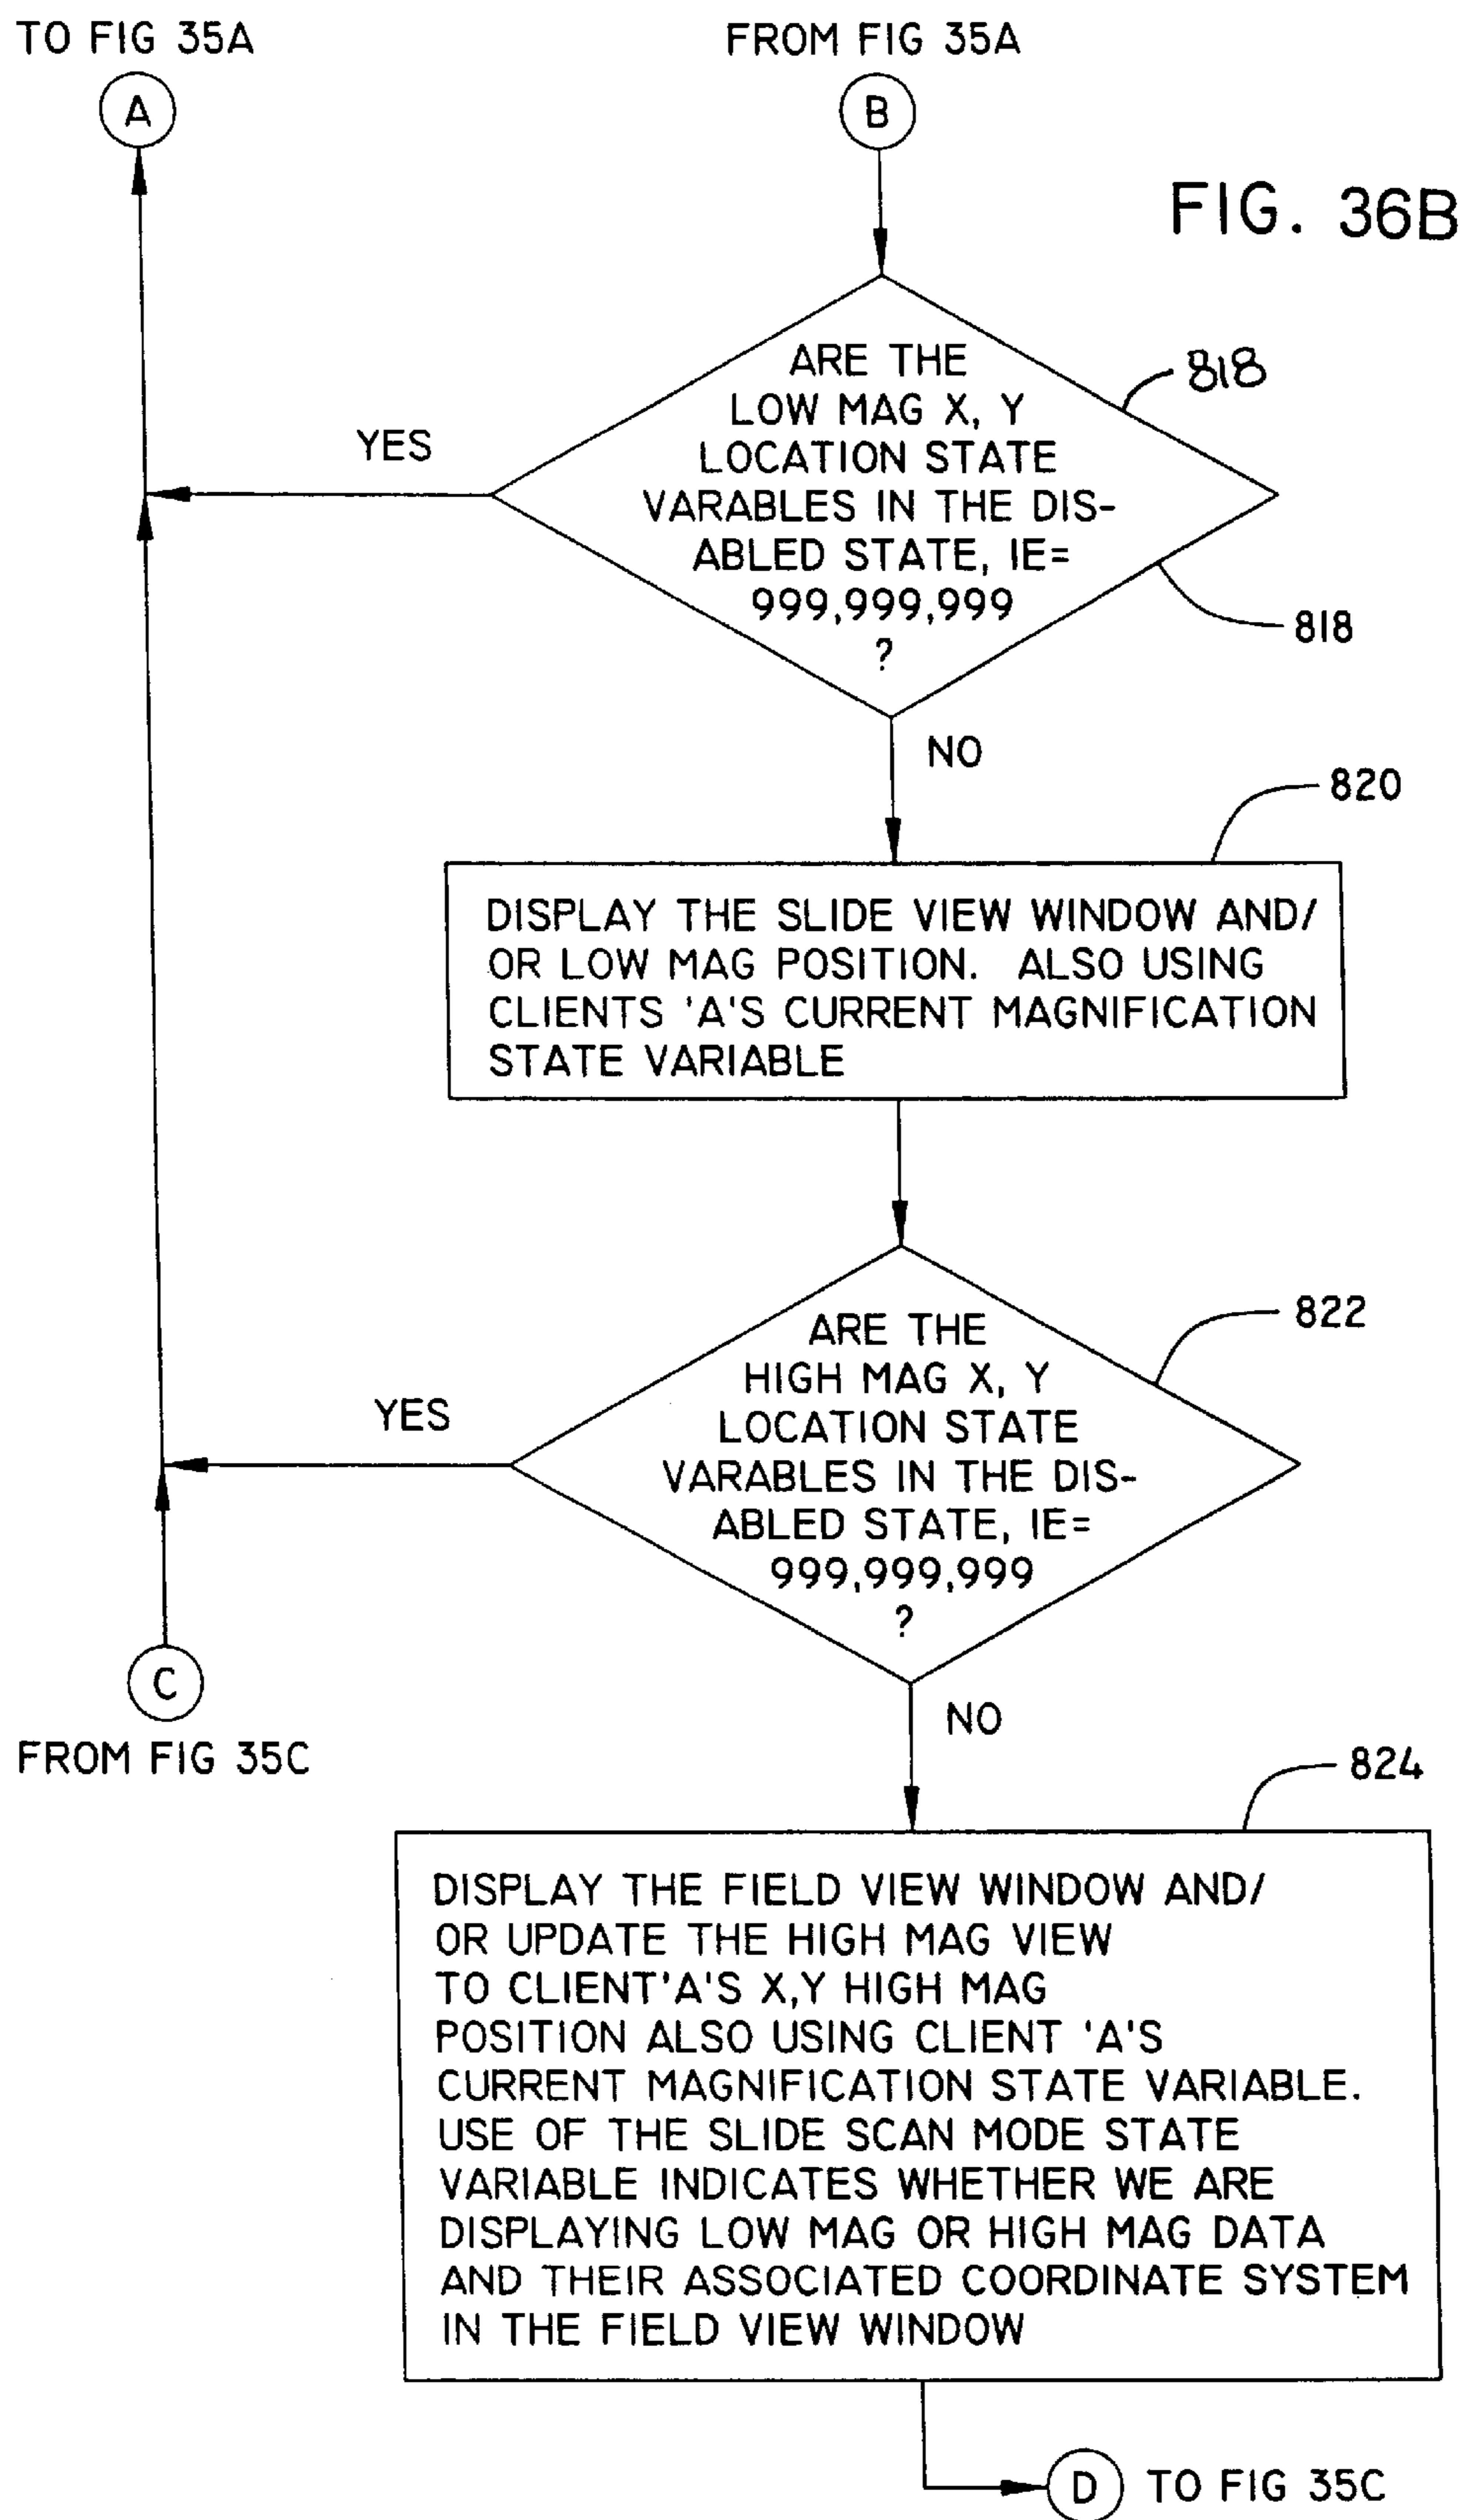 TO FIG 35A
FROM FIG 35A
A
B
FIG. 36B
ARE THE
LOW MAG X, Y
LOCATION STATE
VARABLES IN THE DIS-
ABLED STATE, IE=
999,999,999
?
818
YES
818
NO
820
DISPLAY THE SLIDE VIEW WINDOW AND/
OR LOW MAG POSITION. ALSO USING
CLIENTS 'A'S CURRENT MAGNIFICATION
STATE VARIABLE
822
ARE THE
HIGH MAG X, Y
LOCATION STATE
VARABLES IN THE DIS-
ABLED STATE, IE=
999,999,999
?
YES
C
FROM FIG 35C
NO
824
DISPLAY THE FIELD VIEW WINDOW AND/
OR UPDATE THE HIGH MAG VIEW
TO CLIENT'A'S X,Y HIGH MAG
POSITION ALSO USING CLIENT 'A'S
CURRENT MAGNIFICATION STATE VARIABLE.
USE OF THE SLIDE SCAN MODE STATE
VARIABLE INDICATES WHETHER WE ARE
DISPLAYING LOW MAG OR HIGH MAG DATA
AND THEIR ASSOCIATED COORDINATE SYSTEM
IN THE FIELD VIEW WINDOW
D
TO FIG 35C